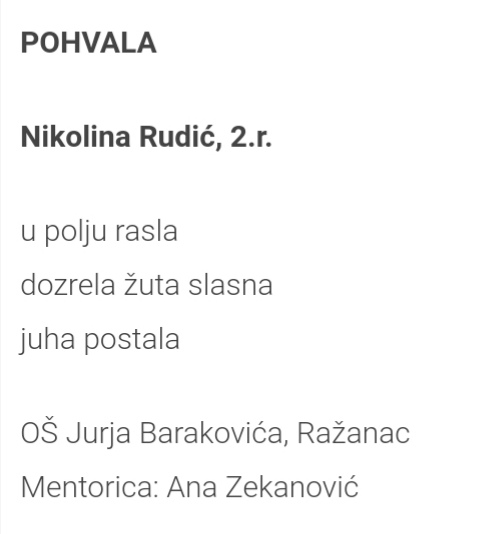 POHVALA
Nikolina Rudić, 2.r.
u polju rasla
dozrela žuta slasna
juha postala
OŠ Jurja Barakovića, Ražanac
Mentorica: Ana Zekanović